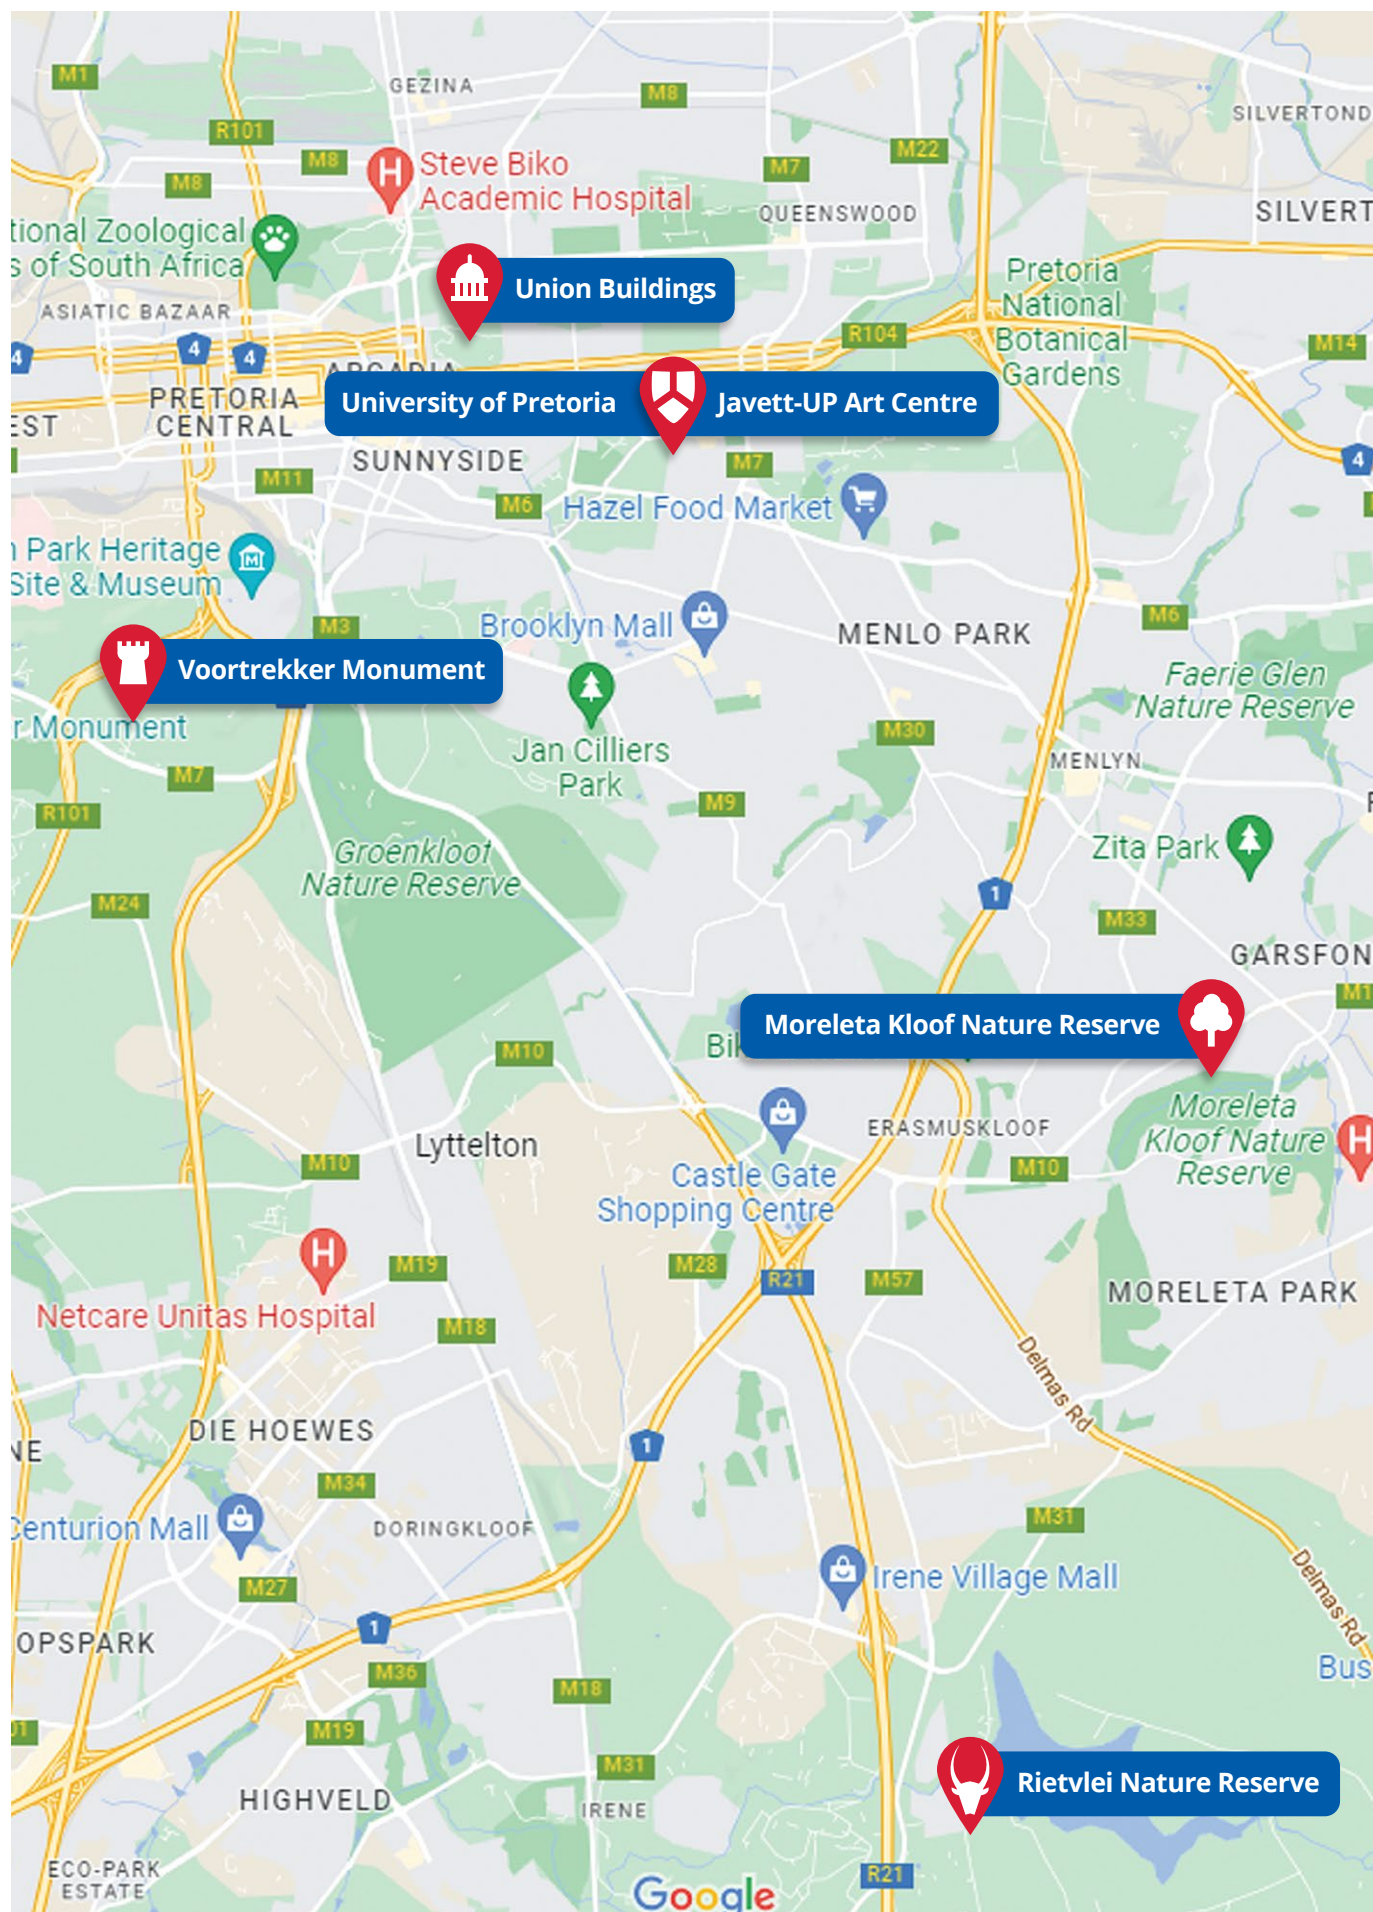 M1
GEZINA
M8
SILVERTOND
R101
M22
M8
Steve Biko
Academic Hospital
M7
M8
QUEENSWOOD
SILVERT
tional Zoological
s of South Africa
Union Buildings
Pretoria
National
Botanical
Gardens
ASIATIC BAZAAR
R104
M14
4
4
4
ARCADIA
PRETORIA
CENTRAL
University of Pretoria
Javett-UP Art Centre
EST
SUNNYSIDE
M7
4
M11
M6
Hazel Food Market
n Park Heritage
Site & Museum
M
M3
Brooklyn Mall
MENLO PARK
M6
Voortrekker Monument
Faerie Glen
Nature Reserve
r Monument
M30
Jan Cilliers
Park
MENLYN
M7
M9
R101
Groenkloof
Nature Reserve
Zita Park
1
M24
M33
GARSFON
M1
Moreleta Kloof Nature Reserve
Bik
M10
Moreleta
Kloof Nature
Reserve
ERASMUSKLOOF
Lyttelton
M10
M10
Castle Gate
Shopping Centre
H
H
H
M19
M28
R21
M57
MORELETA PARK
Netcare Unitas Hospital
M18
Delmas Rd
DIE HOEWES
1
NE
M34
Centurion Mall
DORINGKLOOF
M31
M27
Irene Village Mall
Delmas Rd
1
OPSPARK
M36
Bus
M18
01
M19
M31
Rietvlei Nature Reserve
HIGHVELD
IRENE
ECO-PARK
ESTATE
R21
Google